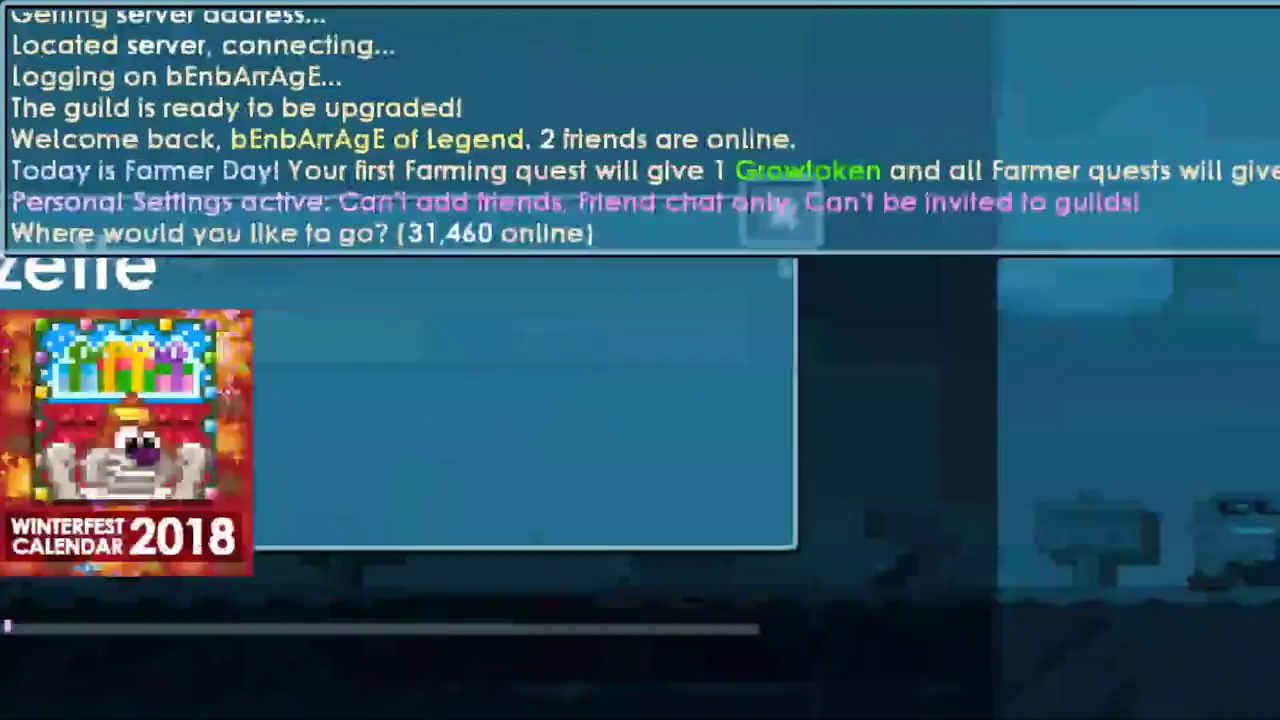 Getting server address...
Located server, connecting...
Logging on bEnbArrAgE...
The guild is ready to be upgraded!
Welcome back, bEnbArrAgE of Legend. 2 friends are online.
Today is Farmer Day! Your first Farming quest will give 1 Growtoken and all Farmer quests will give
Personal Settings active: Can't add friends, Friend chat only, Can't be invited to guilds!
Where would you like to go? (31,460 online)
WINTERFEST
CALENDAR 2018